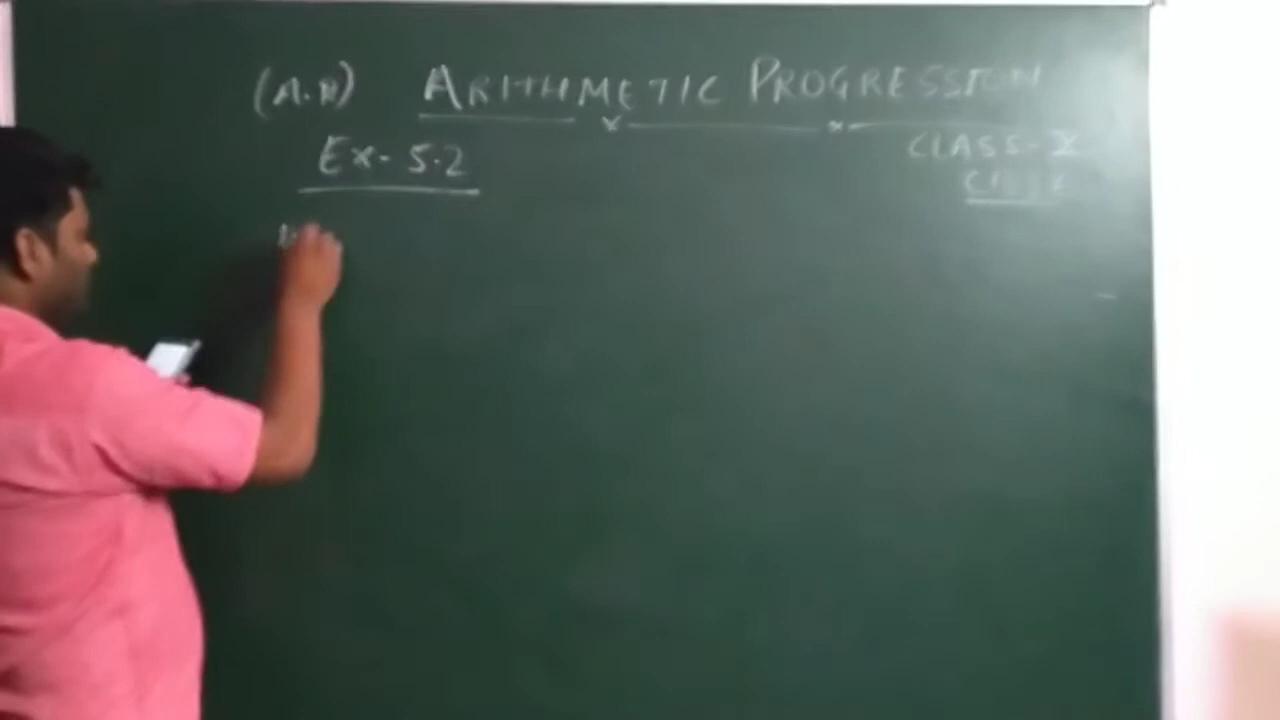 (A.P) ARITHMETIC PROGRESSION
Ex- 5.2
CLASS-X